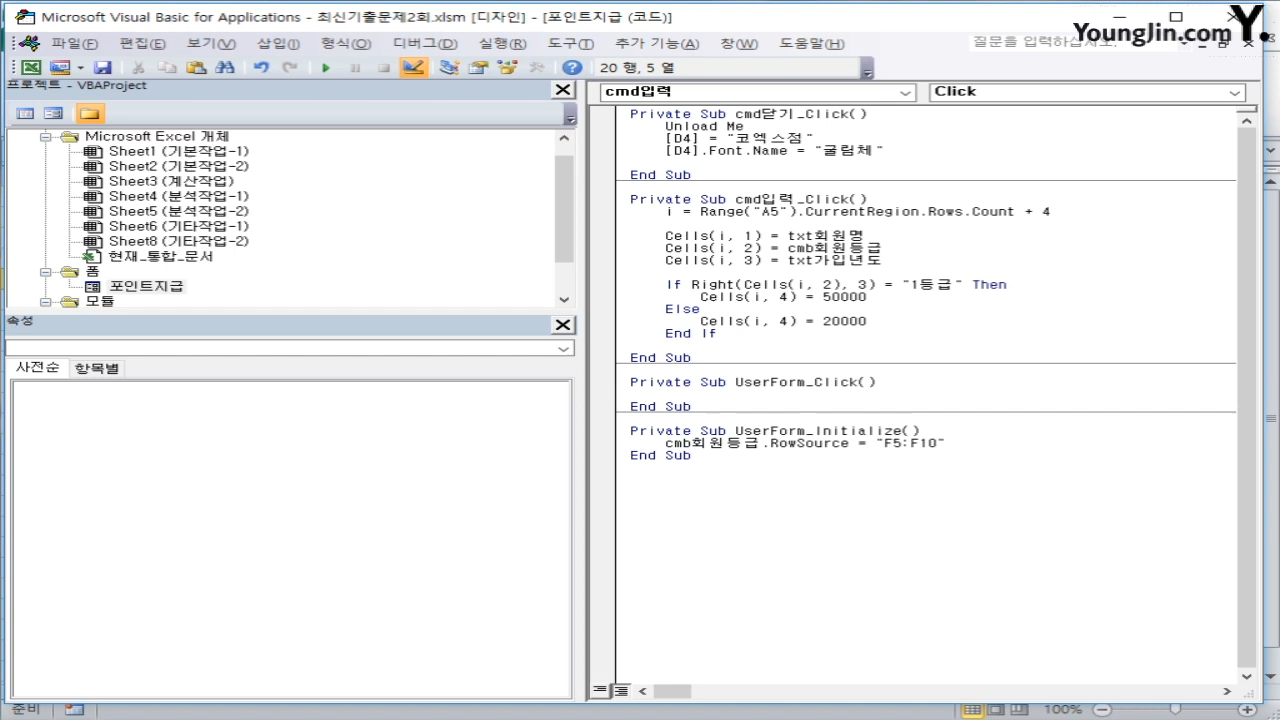 Microsoft Visual Basic for Applications - 최신기출문제2회.xlsm [디자인] - [포인트지급 (코드)]
YoungJin.com Y.
파일(F) 편집(E) 보기(V) 삽입(I) 형식(O) 디버그(D) 실행(R) 도구(T) 추가 기능(A) 창(W) 도움말(H) 질문을 입력하십시오.
20 행, 5 열
프로젝트 - VBAProject
cmd입력 Click
Microsoft Excel 개체
Sheet1 (기본작업-1)
Sheet2 (기본작업-2)
Sheet3 (계산작업)
Sheet4 (분석작업-1)
Sheet5 (분석작업-2)
Sheet6 (기타작업-1)
Sheet8 (기타작업-2)
현재_통합_문서
폼
포인트지급
모듈
속성
사전순 항목별
Private Sub cmd닫기_Click()
Unload Me
[D4] = "코엑스점"
[D4].Font.Name = "굴림체"
End Sub
Private Sub cmd입력_Click()
i = Range("A5").CurrentRegion.Rows.Count + 4
Cells(i, 1) = txt회원명
Cells(i, 2) = cmb회원등급
Cells(i, 3) = txt가입년도
If Right(Cells(i, 2), 3) = "1등급" Then
Cells(i, 4) = 50000
Else
Cells(i, 4) = 20000
End If
End Sub
Private Sub UserForm_Click()
End Sub
Private Sub UserForm_Initialize()
cmb회원등급.RowSource = "F5:F10"
End Sub
준비 100%